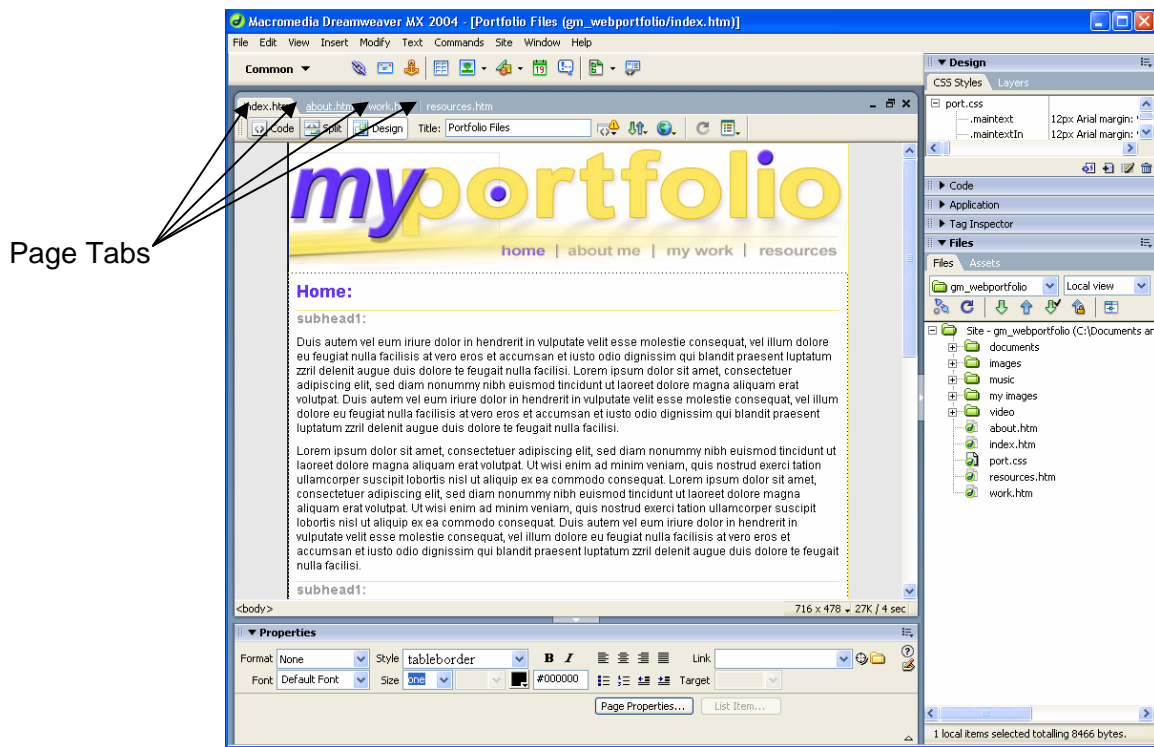 Macromedia Dreamweaver MX 2004 - [Portfolio Files (gm_webportfolio/index.htm)]
File Edit View Insert Modify Text Commands Site Window Help
Common
index.htm about.htm work.htm resources.htm
Code Split Design Title: Portfolio Files
myportfolio
home | about me | my work | resources
Page Tabs
Home:
subhead1:
Duis autem vel eum iriure dolor in hendrerit in vulputate velit esse molestie consequat, vel illum dolore
eu feugiat nulla facilisis at vero eros et accumsan et iusto odio dignissim qui blandit praesent luptatum
zzril delenit augue duis dolore te feugait nulla facilisi. Lorem ipsum dolor sit amet, consectetuer
adipiscing elit, sed diam nonummy nibh euismod tincidunt ut laoreet dolore magna aliquam erat
volutpat. Duis autem vel eum iriure dolor in hendrerit in vulputate velit esse molestie consequat, vel illum
dolore eu feugiat nulla facilisis at vero eros et accumsan et iusto odio dignissim qui blandit praesent
luptatum zzril delenit augue duis dolore te feugait nulla facilisi.
Lorem ipsum dolor sit amet, consectetuer adipiscing elit, sed diam nonummy nibh euismod tincidunt ut
laoreet dolore magna aliquam erat volutpat. Ut wisi enim ad minim veniam, quis nostrud exerci tation
ullamcorper suscipit lobortis nisl ut aliquip ex ea commodo consequat. Lorem ipsum dolor sit amet,
consectetuer adipiscing elit, sed diam nonummy nibh euismod tincidunt ut laoreet dolore magna
aliquam erat volutpat. Ut wisi enim ad minim veniam, quis nostrud exerci tation ullamcorper suscipit
lobortis nisl ut aliquip ex ea commodo consequat. Duis autem vel eum iriure dolor in hendrerit in
vulputate velit esse molestie consequat, vel illum dolore eu feugiat nulla facilisis at vero eros et
accumsan et iusto odio dignissim qui blandit praesent luptatum zzril delenit augue duis dolore te feugait
nulla facilisi.
subhead1:
<body> 716 x 478 27K / 4 sec
Properties
Format None Style tableborder B I Link
Font Default Font Size one #000000 Target
Page Properties... List Item...
Design
CSS Styles Layers
port.css
.maintext 12px Arial margin:
.maintextIn 12px Arial margin:
Code
Application
Tag Inspector
Files
Files Assets
gm_webportfolio Local view
Site - gm_webportfolio (C:\Documents ar
documents
images
music
my images
video
about.htm
index.htm
port.css
resources.htm
work.htm
1 local items selected totalling 8466 bytes.